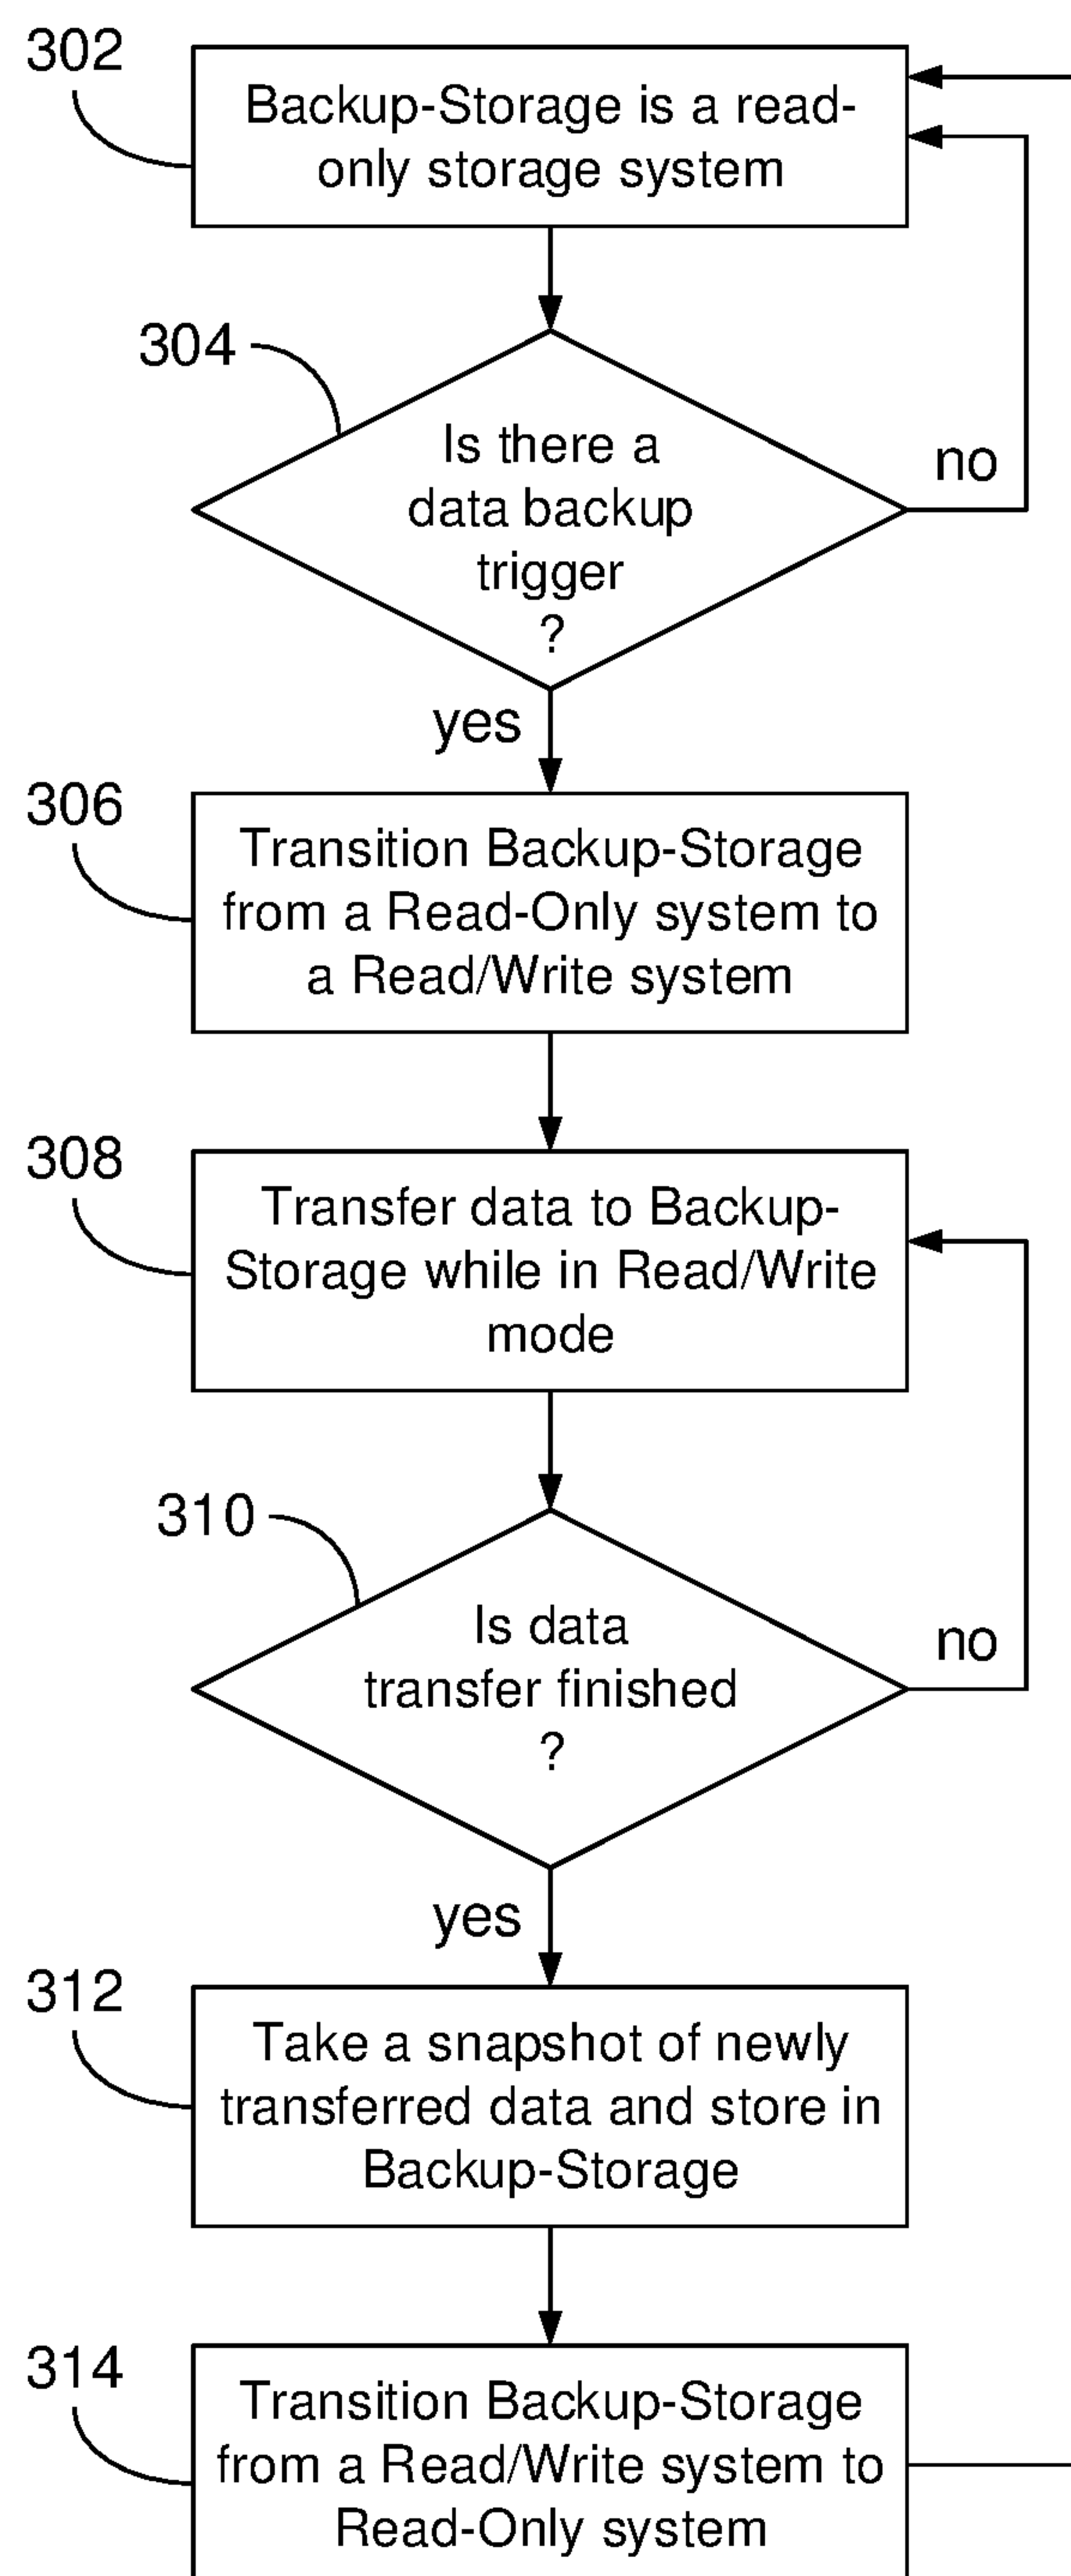 302
Backup-Storage is a read-
only storage system
304
Is there a
data backup
trigger
?
no
yes
306
Transition Backup-Storage
from a Read-Only system to
a Read/Write system
308
Transfer data to Backup-
Storage while in Read/Write
mode
310
Is data
transfer finished
?
no
yes
312
Take a snapshot of newly
transferred data and store in
Backup-Storage
314
Transition Backup-Storage
from a Read/Write system to
Read-Only system